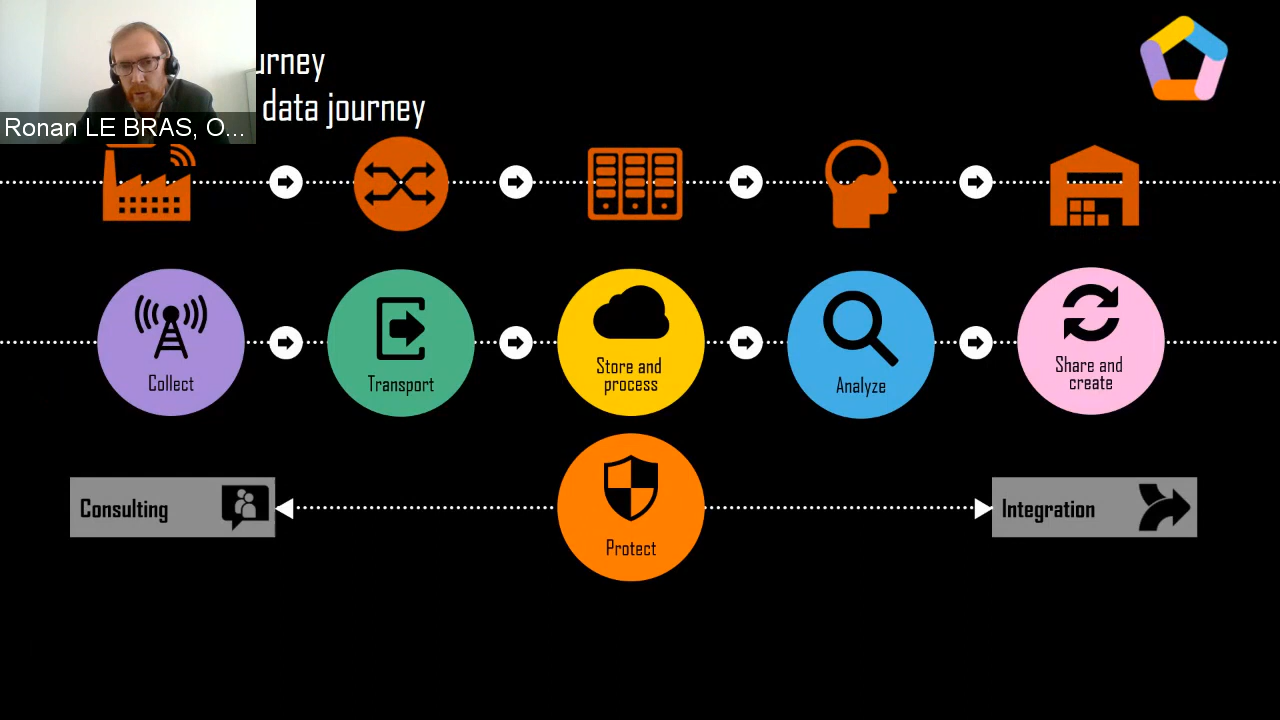 urney
data journey
Ronan LE BRAS, O...
Collect
Transport
Store and
process
Analyze
Share and
create
Consulting
Protect
Integration